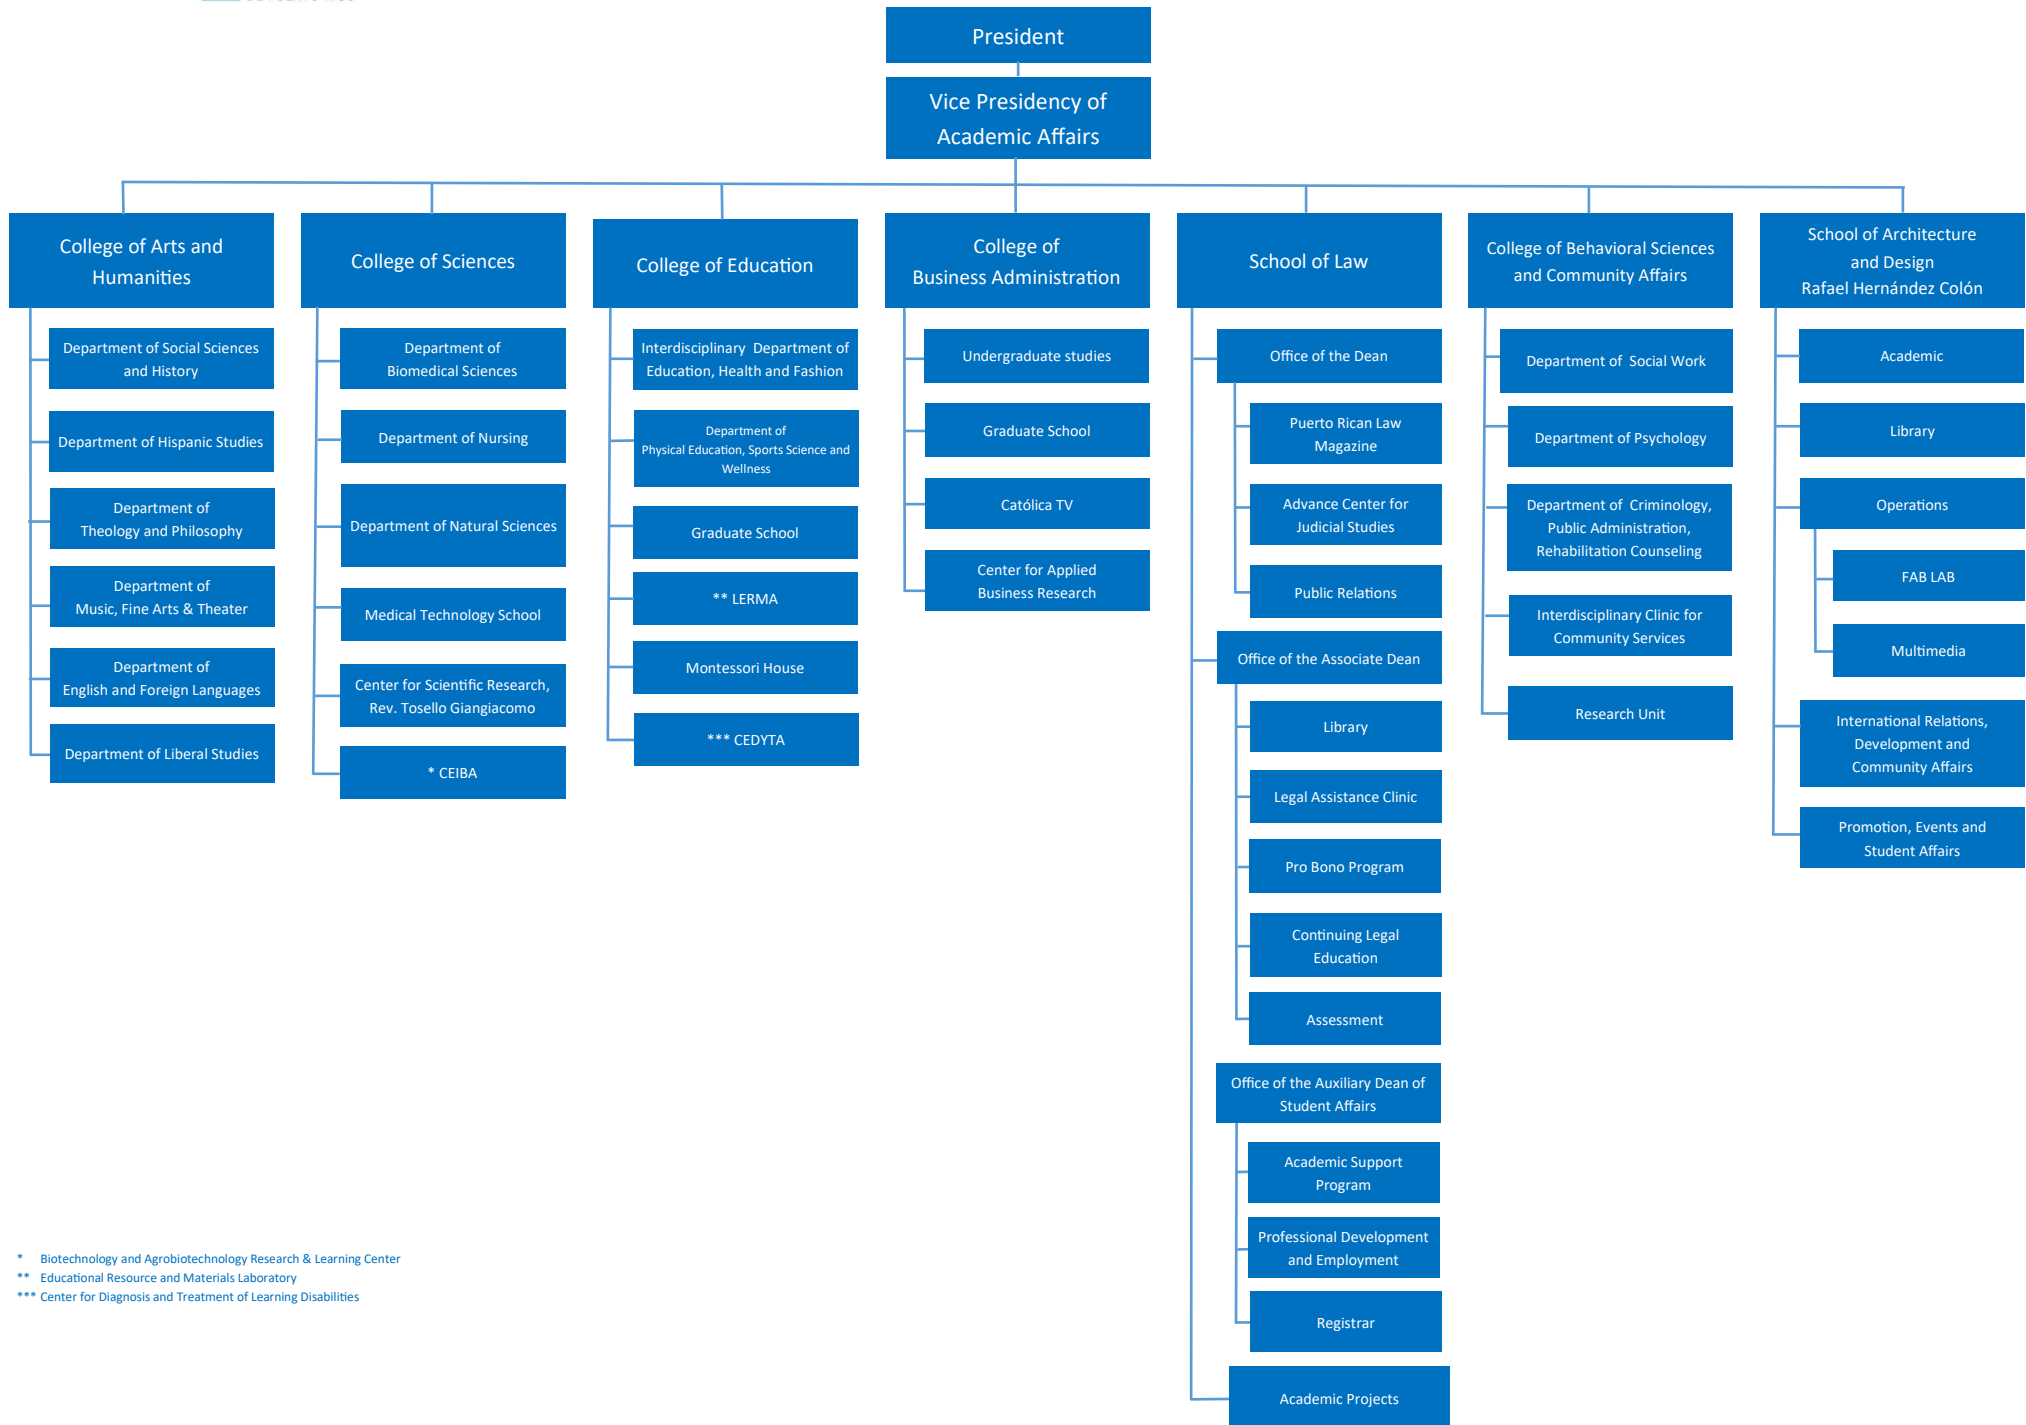 President
Vice Presidency of
Academic Affairs
College of Arts and
Humanities
Department of Social Sciences
and History
Department of Hispanic Studies
Department of
Theology and Philosophy
Department of
Music, Fine Arts & Theater
Department of
English and Foreign Languages
Department of Liberal Studies
College of Sciences
Department of
Biomedical Sciences
Department of Nursing
Department of Natural Sciences
Medical Technology School
Center for Scientific Research,
Rev. Tosello Giangiacomo
* CEIBA
College of Education
Interdisciplinary Department of
Education, Health and Fashion
Department of
Physical Education, Sports Science and
Wellness
Graduate School
** LERMA
Montessori House
*** CEDYTA
College of
Business Administration
Undergraduate studies
Graduate School
Católica TV
Center for Applied
Business Research
School of Law
Office of the Dean
Puerto Rican Law
Magazine
Advance Center for
Judicial Studies
Public Relations
Office of the Associate Dean
Library
Legal Assistance Clinic
Pro Bono Program
Continuing Legal
Education
Assessment
Office of the Auxiliary Dean of
Student Affairs
Academic Support
Program
Professional Development
and Employment
Registrar
Academic Projects
College of Behavioral Sciences
and Community Affairs
Department of Social Work
Department of Psychology
Department of Criminology,
Public Administration,
Rehabilitation Counseling
Interdisciplinary Clinic for
Community Services
Research Unit
School of Architecture
and Design
Rafael Hernández Colón
Academic
Library
Operations
FAB LAB
Multimedia
International Relations,
Development and
Community Affairs
Promotion, Events and
Student Affairs
* Biotechnology and Agrobiotechnology Research & Learning Center
** Educational Resource and Materials Laboratory
*** Center for Diagnosis and Treatment of Learning Disabilities